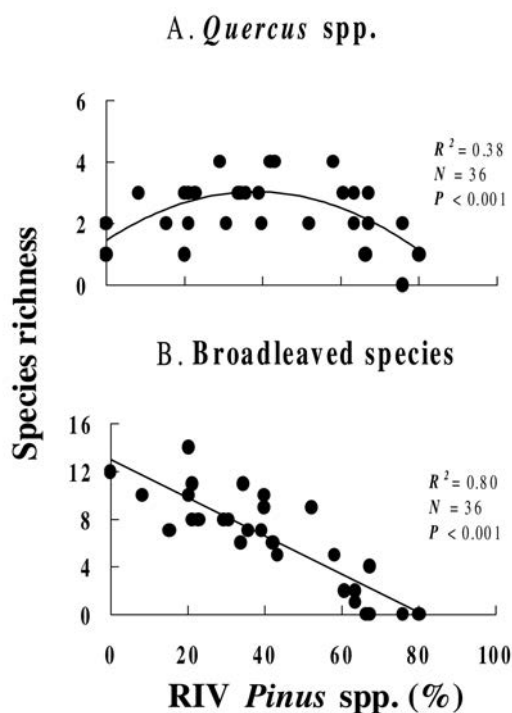 A. Quercus spp.
6
4
2
0
R² = 0.38
N = 36
P < 0.001
Species richness
B. Broadleaved species
16
12
8
4
0
R² = 0.80
N = 36
P < 0.001
0 20 40 60 80 100
RIV Pinus spp. (%)